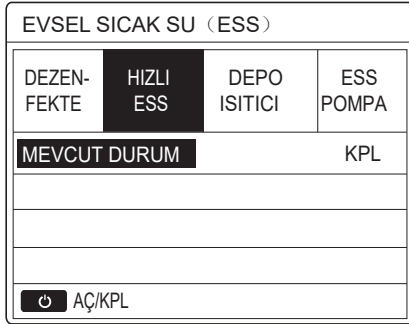 EVSEL SICAK SU（ESS）
DEZEN-
FEKTE
HIZLI
ESS
DEPO
ISITICI
ESS
POMPA
MEVCUT DURUM KPL
AÇ/KPL